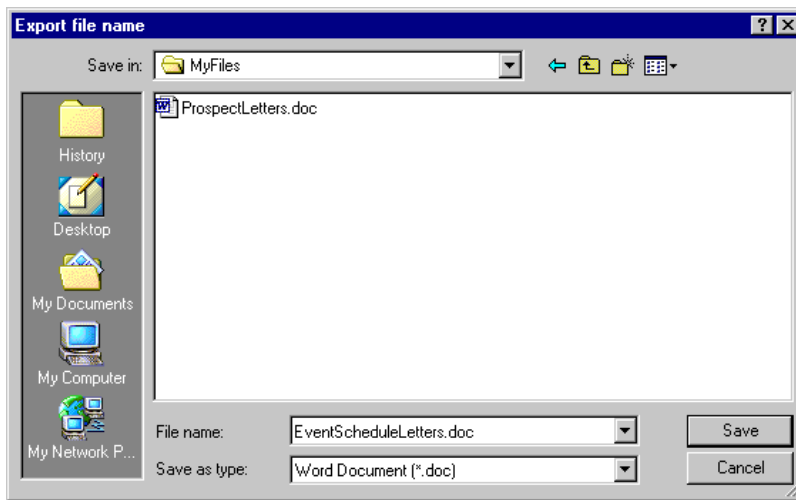 Export file name
Save in: MyFiles
ProspectLetters.doc
History
Desktop
My Documents
My Computer
My Network P...
File name: EventScheduleLetters.doc Save
Save as type: Word Document (*.doc) Cancel